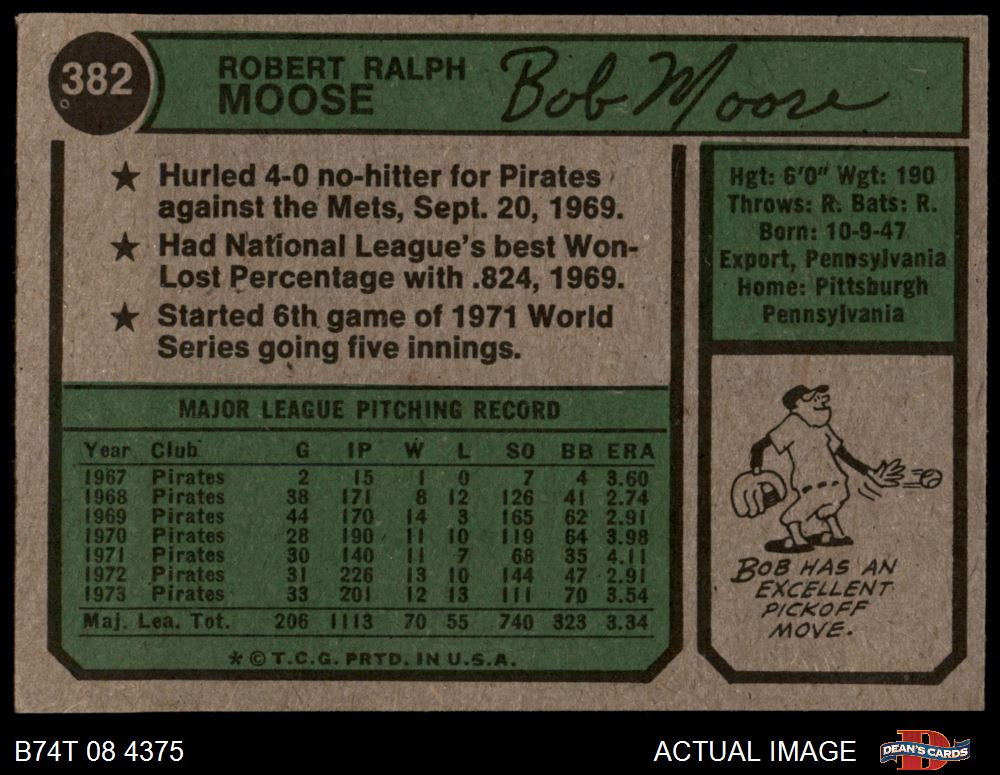 382
ROBERT RALPH
MOOSE
Bob Moose
★ Hurled 4-0 no-hitter for Pirates
against the Mets, Sept. 20, 1969.
★ Had National League's best Won-
Lost Percentage with .824, 1969.
★ Started 6th game of 1971 World
Series going five innings.
Hgt: 6'0" Wgt: 190
Throws: R. Bats: R.
Born: 10-9-47
Export, Pennsylvania
Home: Pittsburgh
Pennsylvania
MAJOR LEAGUE PITCHING RECORD
Year Club G IP W L SO BB ERA
1967 Pirates 2 15 1 0 7 4 3.60
1968 Pirates 38 171 8 12 126 41 2.74
1969 Pirates 44 170 14 3 165 62 2.91
1970 Pirates 28 190 11 10 119 64 3.98
1971 Pirates 30 140 11 7 68 35 4.11
1972 Pirates 31 226 13 10 144 47 2.91
1973 Pirates 33 201 12 13 111 70 3.54
Maj. Lea. Tot. 206 1113 70 55 740 323 3.34
* © T.C.G. PRTD. IN U.S.A.
BOB HAS AN
EXCELLENT
PICKOFF
MOVE.
B74T 08 4375
ACTUAL IMAGE
D
DEAN'S CARDS